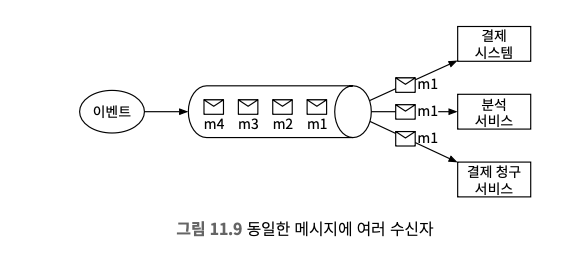 결제
시스템
m1
이벤트
m4 m3 m2 m1
m1
분석
서비스
m1
결제 청구
서비스
그림 11.9 동일한 메시지에 여러 수신자